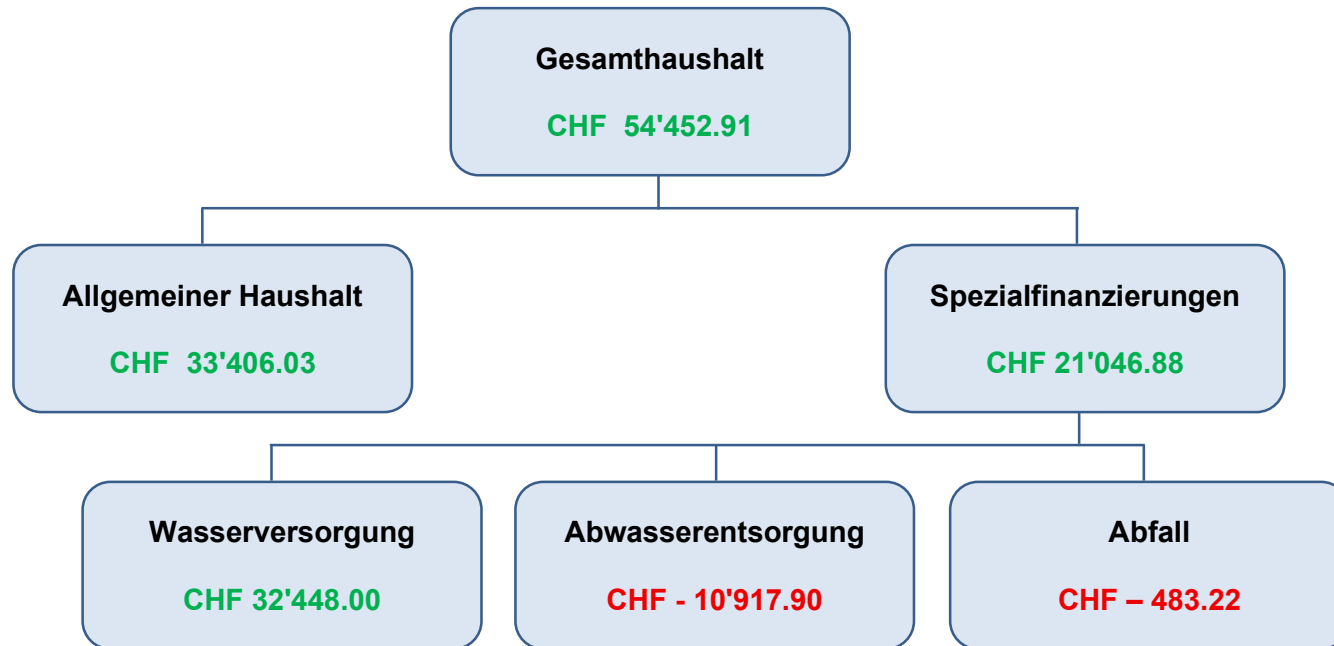 Gesamthaushalt
CHF  54'452.91
Allgemeiner Haushalt
CHF  33'406.03
Spezialfinanzierungen
CHF 21'046.88
Wasserversorgung
CHF 32'448.00
Abwasserentsorgung
CHF - 10'917.90
Abfall
CHF – 483.22